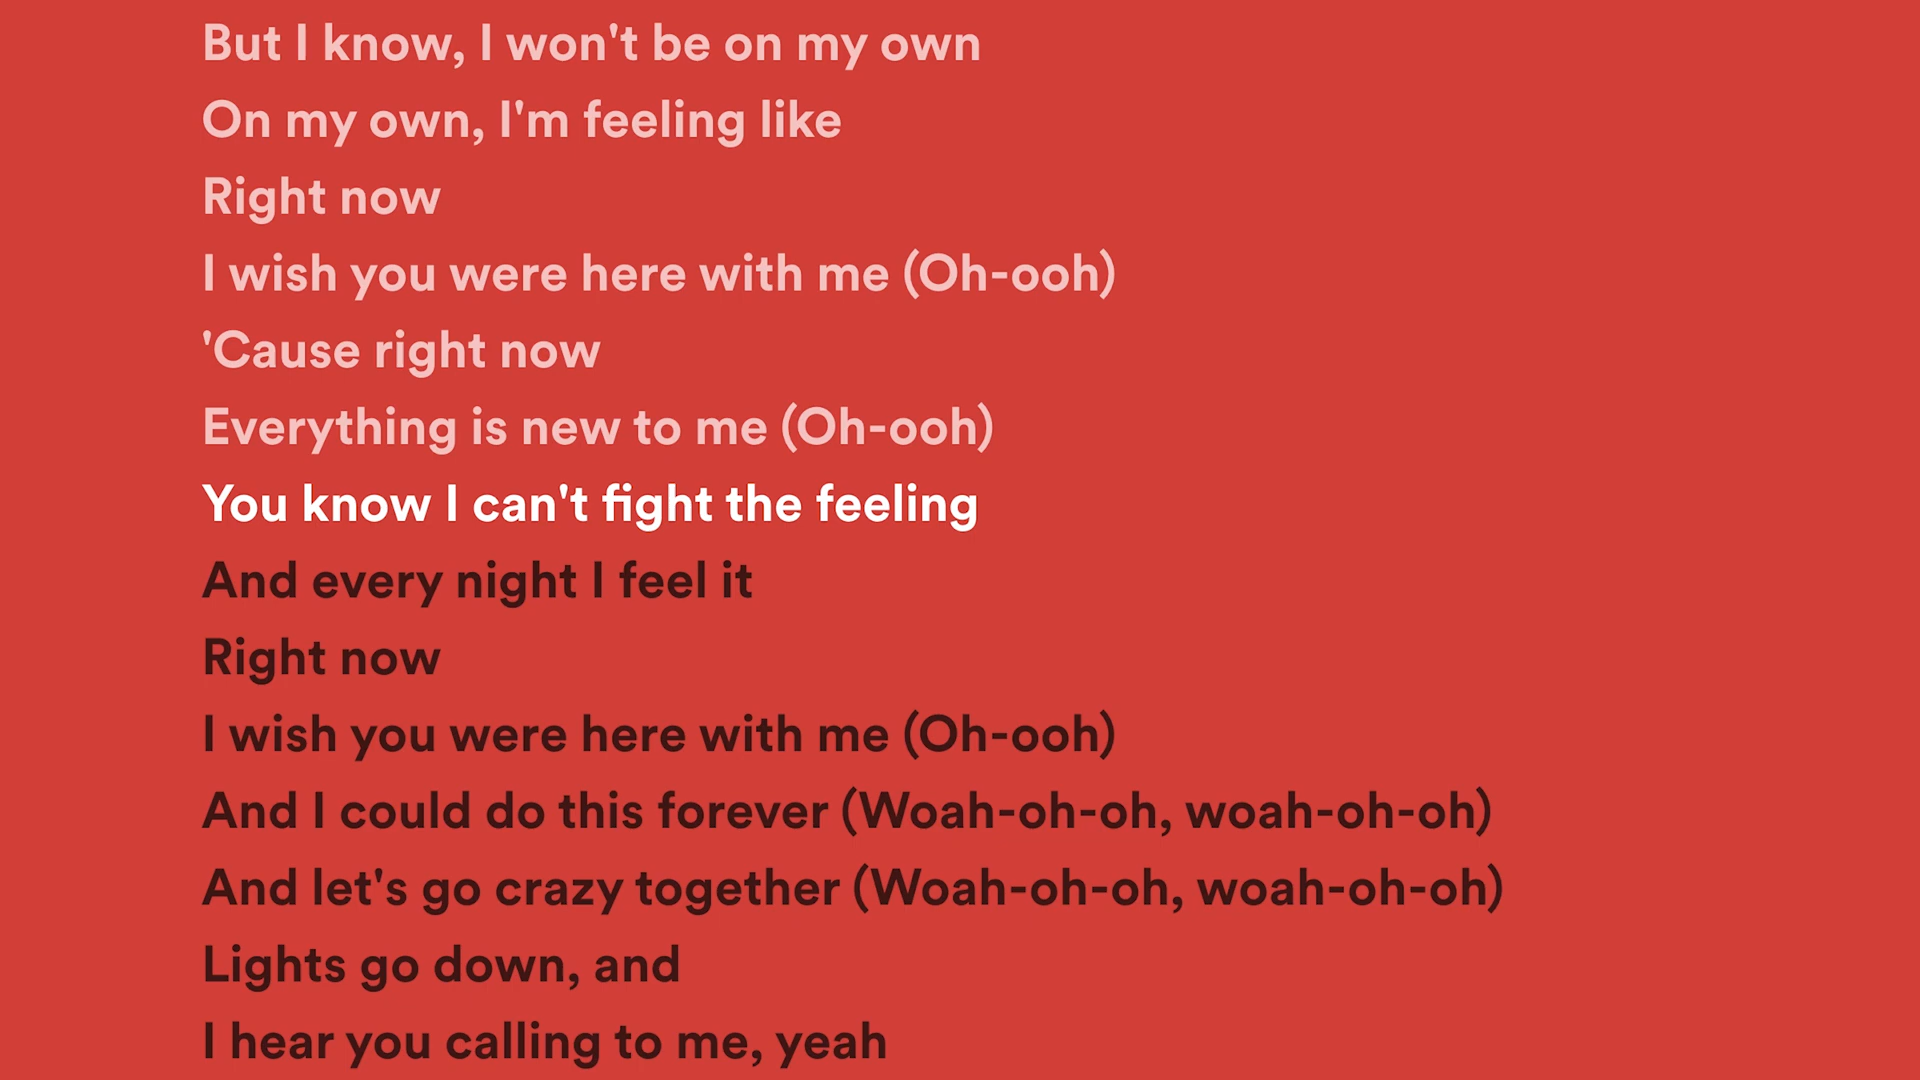 But I know, I won't be on my own
On my own, I'm feeling like
Right now
I wish you were here with me (Oh-ooh)
'Cause right now
Everything is new to me (Oh-ooh)
You know I can't fight the feeling
And every night I feel it
Right now
I wish you were here with me (Oh-ooh)
And I could do this forever (Woah-oh-oh, woah-oh-oh)
And let's go crazy together (Woah-oh-oh, woah-oh-oh)
Lights go down, and
I hear you calling to me, yeah